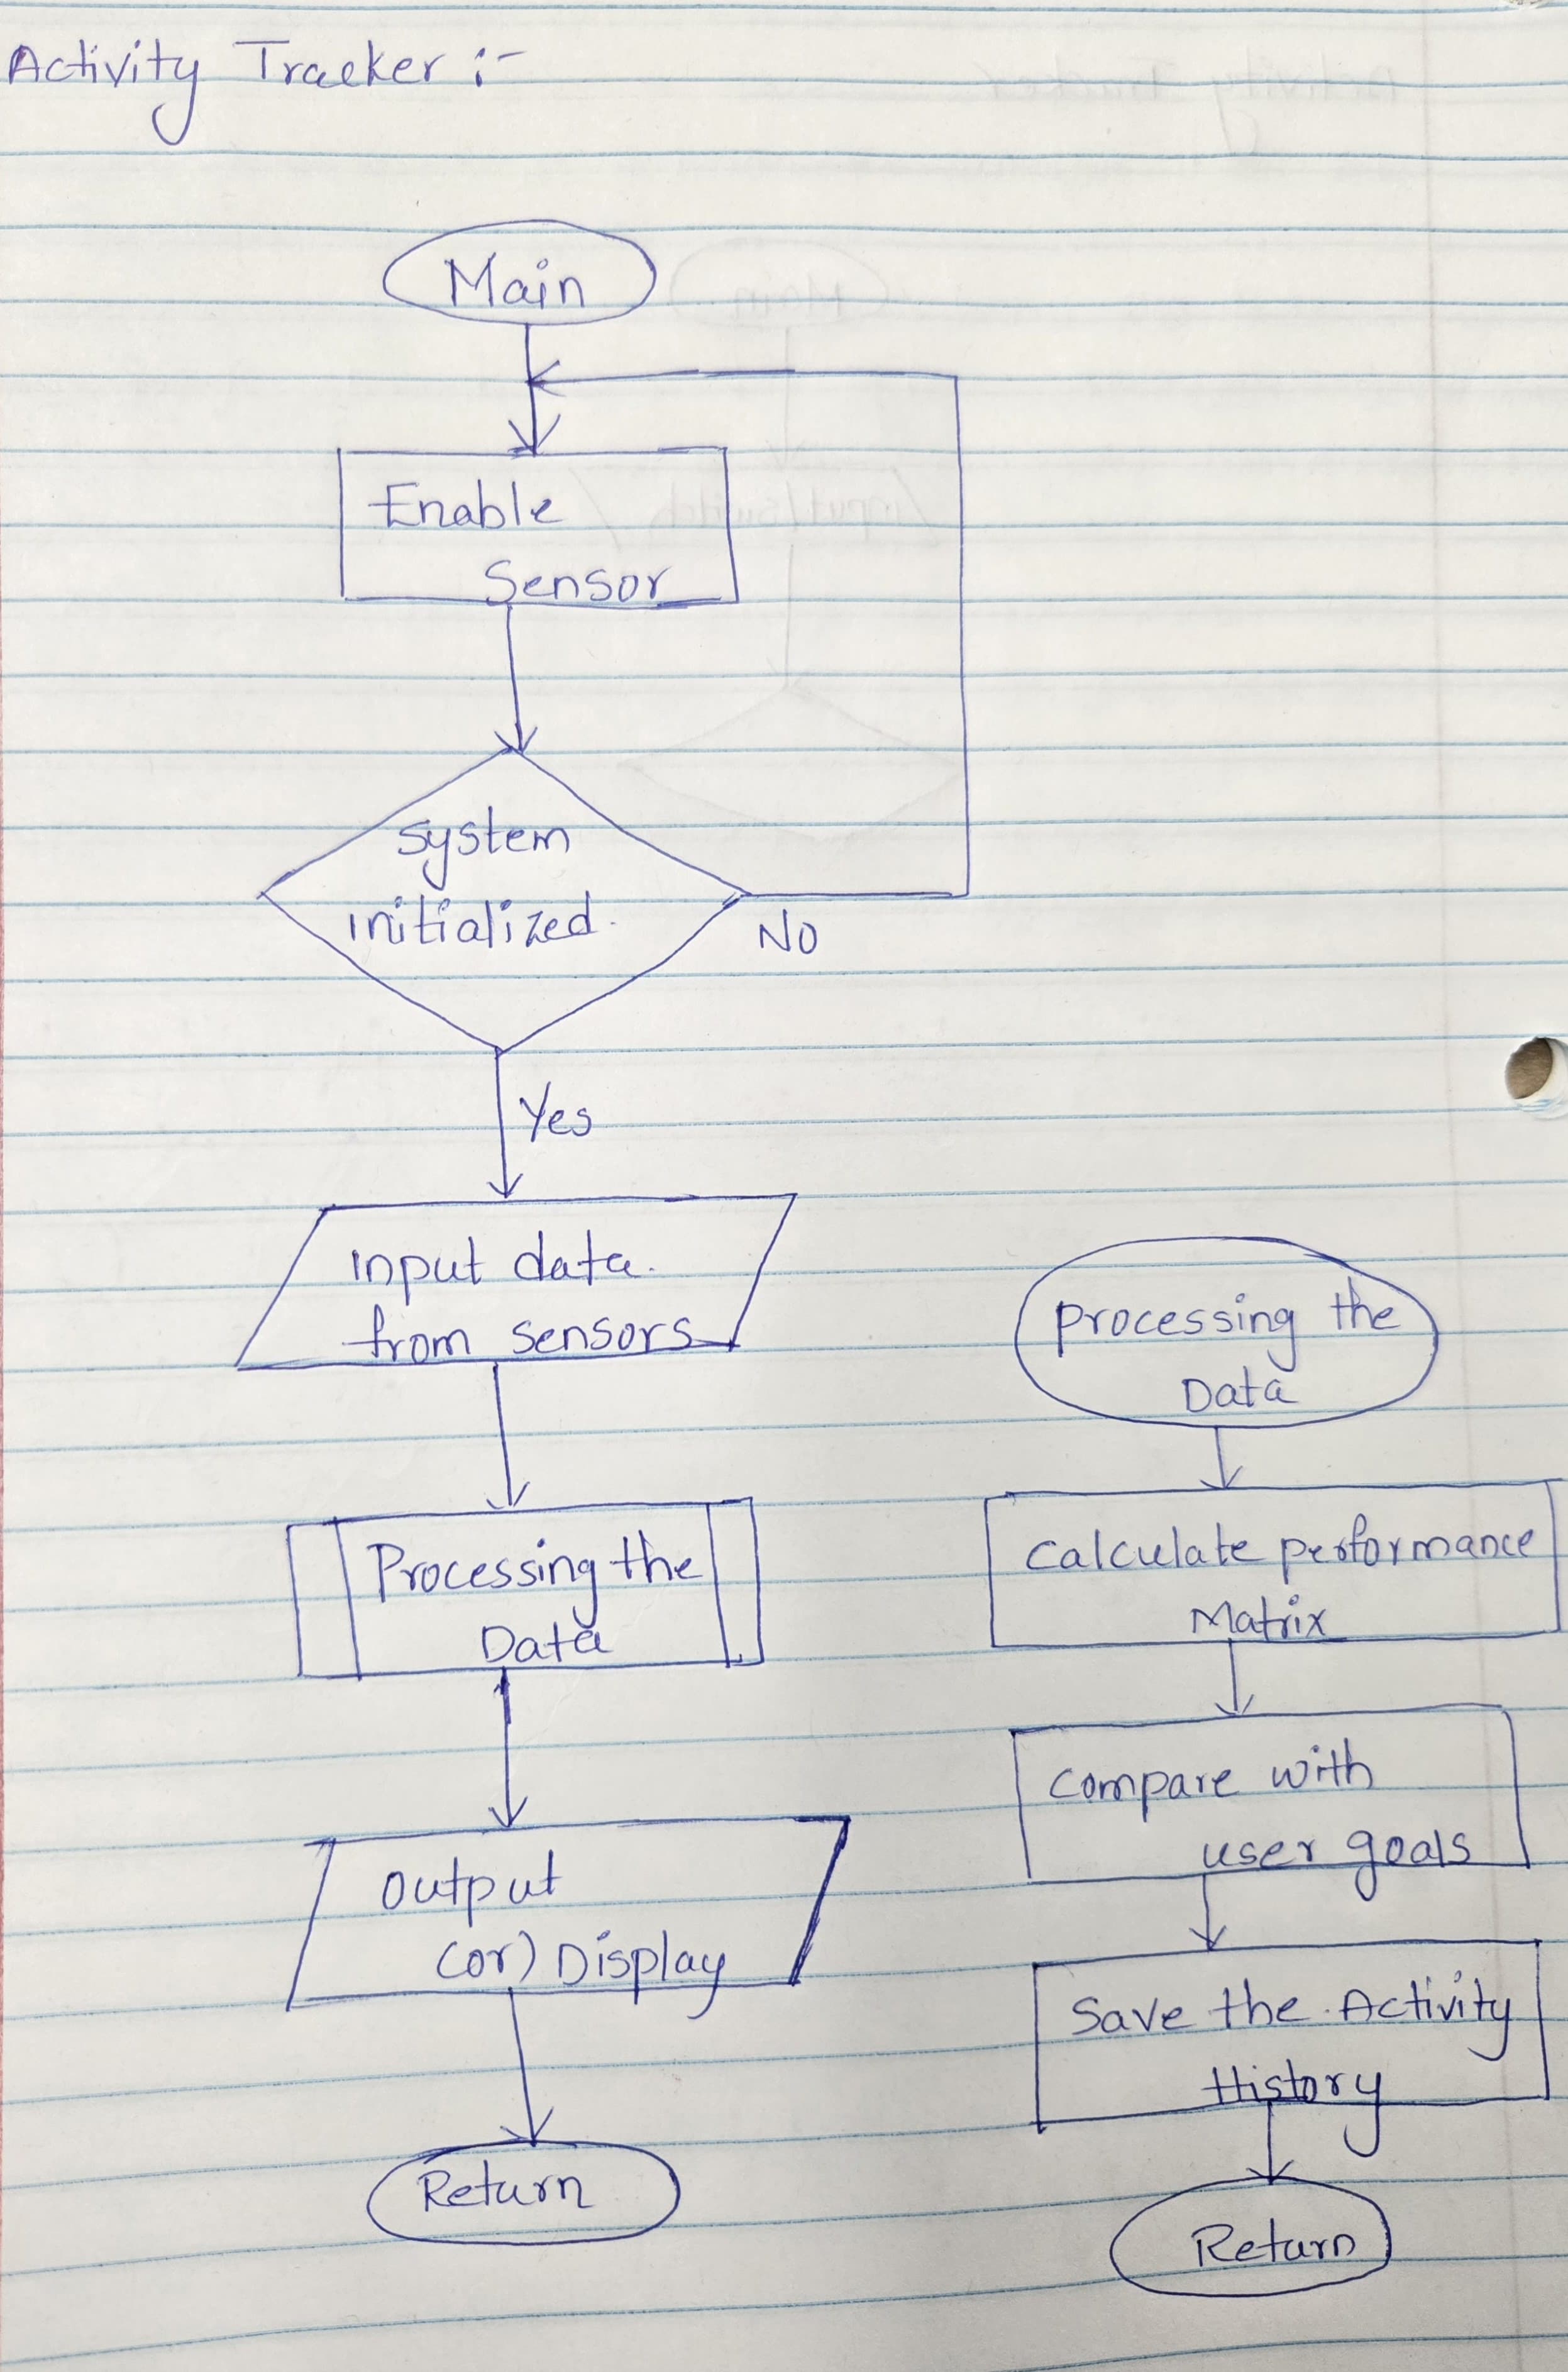 Activity Tracker :-
Main
Enable
Sensor
system
initialized.
NO
Yes
input data.
from sensors
Processing the
Data
output
(or) Display
Return
processing the
Data
calculate performance
Matrix
compare with
user goals
Save the Activity
History
Return